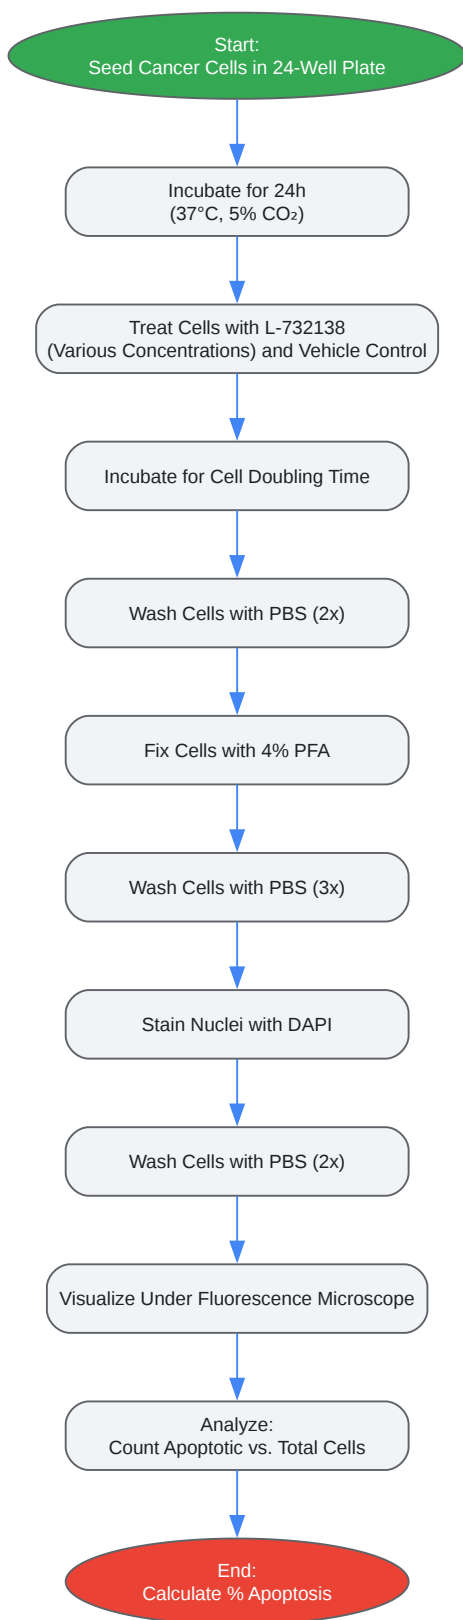 Start:
Seed Cancer Cells in 24-Well Plate
Incubate for 24h
(37°C, 5% CO₂)
Treat Cells with L-732138
(Various Concentrations) and Vehicle Control
Incubate for Cell Doubling Time
Wash Cells with PBS (2x)
Fix Cells with 4% PFA
Wash Cells with PBS (3x)
Stain Nuclei with DAPI
Wash Cells with PBS (2x)
Visualize Under Fluorescence Microscope
Analyze:
Count Apoptotic vs. Total Cells
End:
Calculate % Apoptosis